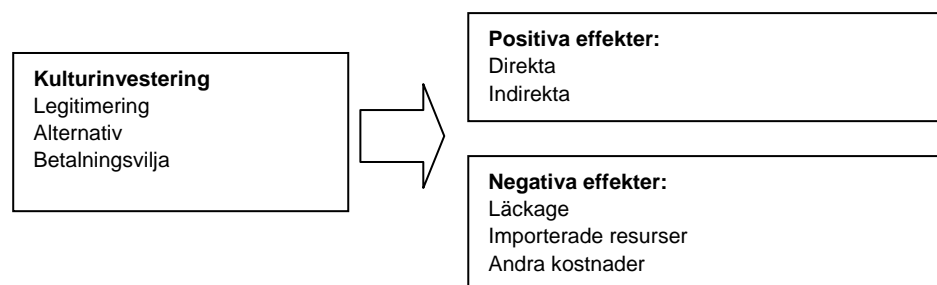 Kulturinvestering
Legitimering
Alternativ
Betalningsvilja
Positiva effekter:
Direkta
Indirekta
Negativa effekter:
Läckage
Importerade resurser
Andra kostnader